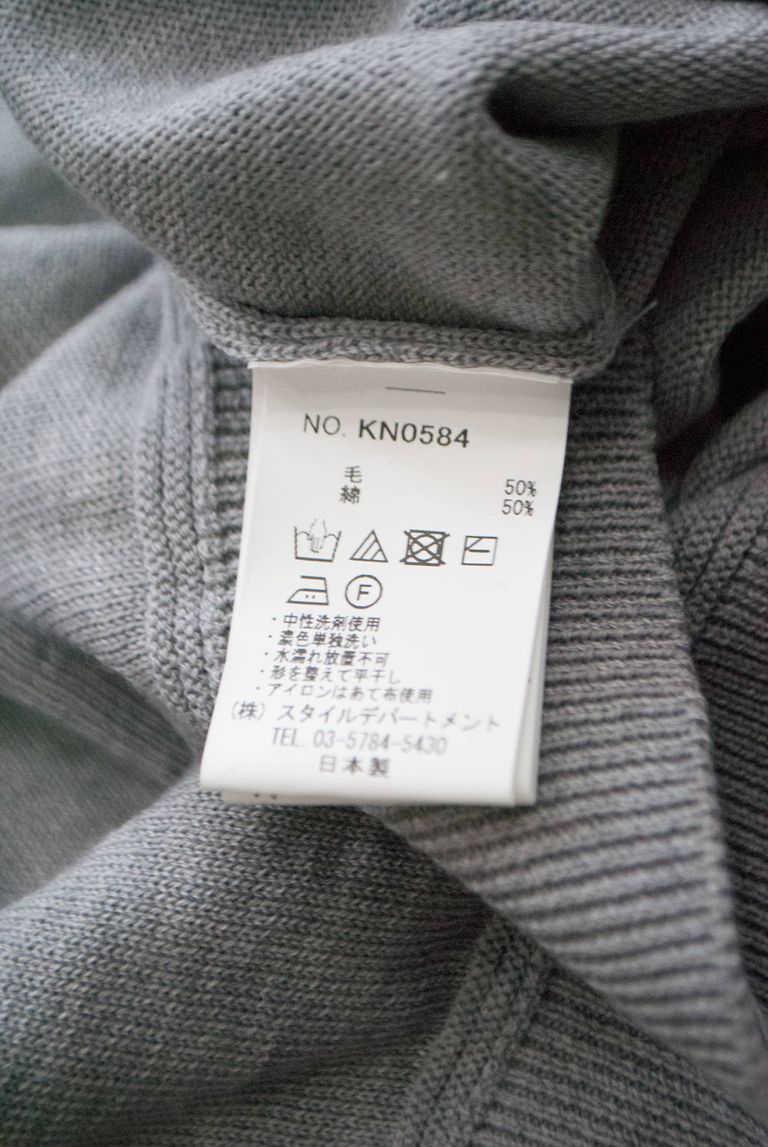 NO. KN0584
毛 50%
綿 50%
F
・中性洗剤使用
・濃色単独洗い
・水濡れ放置不可
・形を整えて平干し
・アイロンはあて布使用
(株) スタイルデパートメント
TEL. 03-5784-5430
日本製